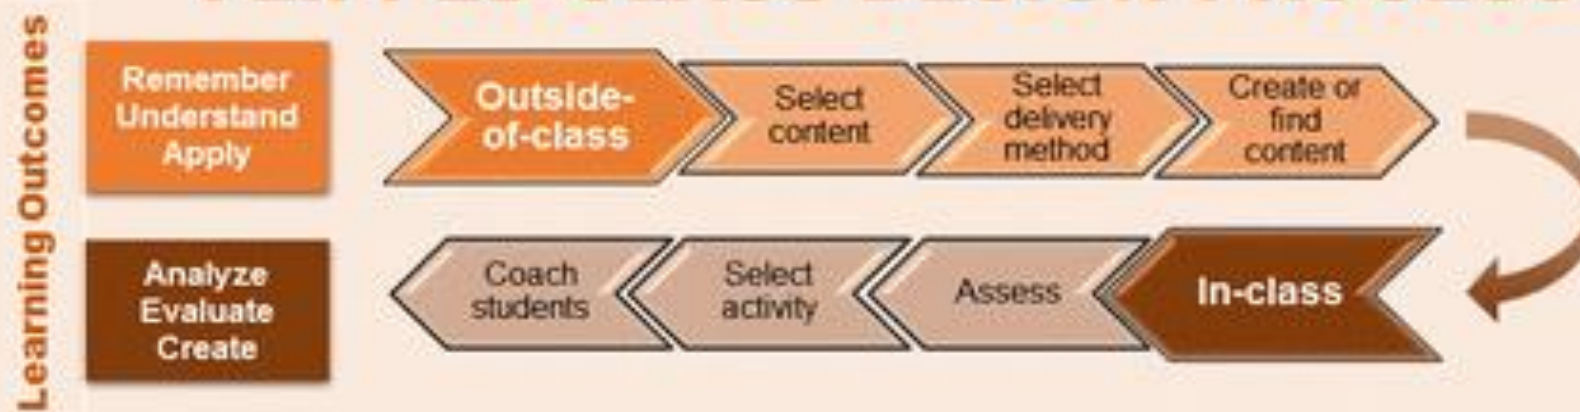 Learning Outcomes
Remember
Understand
Apply
Outside-
of-class
Select
content
Select
delivery
method
Create or
find
content
Analyze
Evaluate
Create
Coach
students
Select
activity
Assess
In-class